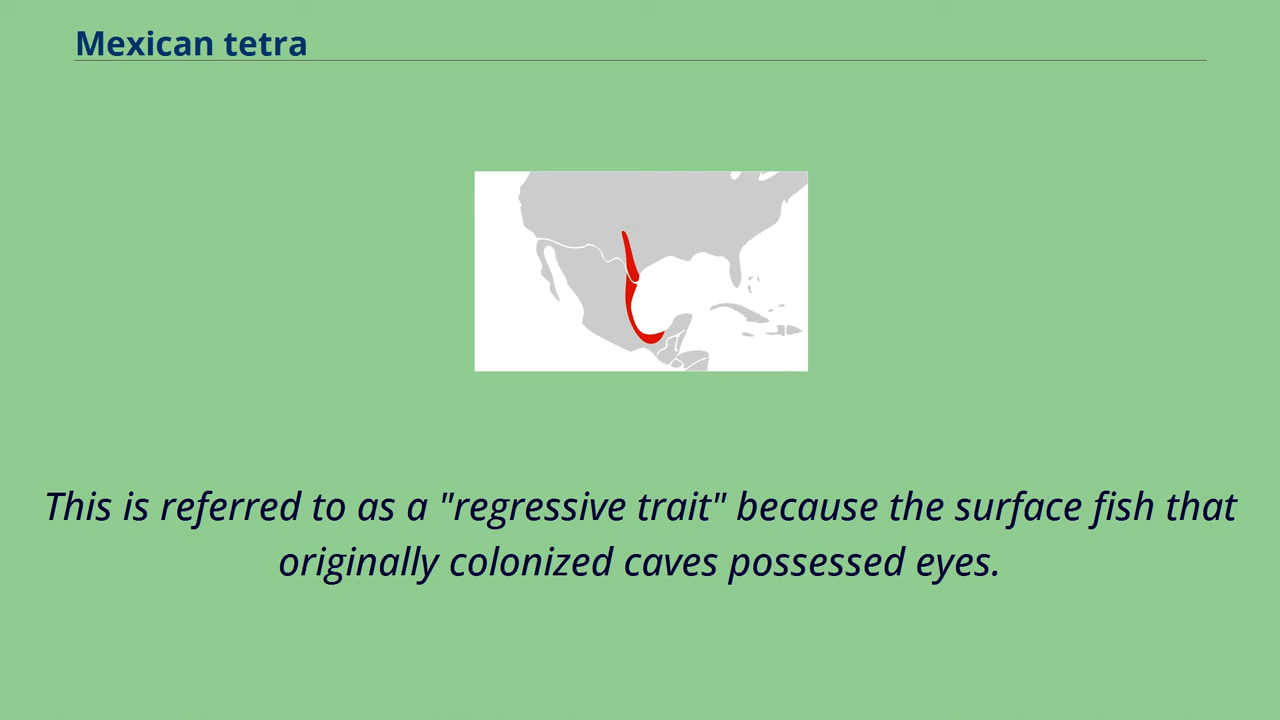 Mexican tetra
This is referred to as a "regressive trait" because the surface fish that
originally colonized caves possessed eyes.